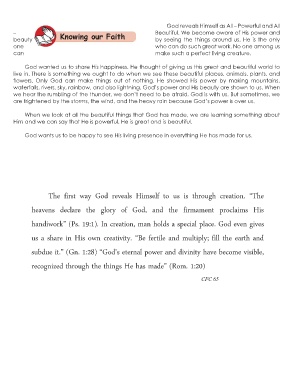 God reveals Himself as All – Powerful and All
- Beautiful. We become aware of His power and
beauty Knowing our Faith by seeing the things around us. He is the only
one who can do such great work. No one among us
can make such a perfect living creature.
God wanted us to share His happiness. He thought of giving us this great and beautiful world to
live in. There is something we ought to do when we see these beautiful places, animals, plants, and
flowers. Only God can make things out of nothing. He showed His power by making mountains,
waterfalls, rivers, sky, rainbow, and also lightning. God's power and His beauty are shown to us. When
we hear the rumbling of the thunder, we don't need to be afraid. God is with us. But sometimes, we
are frightened by the storms, the wind, and the heavy rain because God's power is over us.
When we look at all the beautiful things that God has made, we are learning something about
Him and we can say that He is powerful. He is great and is beautiful.
God wants us to be happy to see His living presence in everything He has made for us.
The first way God reveals Himself to us is through creation. "The
heavens declare the glory of God, and the firmament proclaims His
handiwork" (Ps. 19:1). In creation, man holds a special place. God even gives
us a share in His own creativity. "Be fertile and multiply; fill the earth and
subdue it." (Gn. 1:28) "God's eternal power and divinity have become visible,
recognized through the things He has made" (Rom. 1:20)
CFC 63